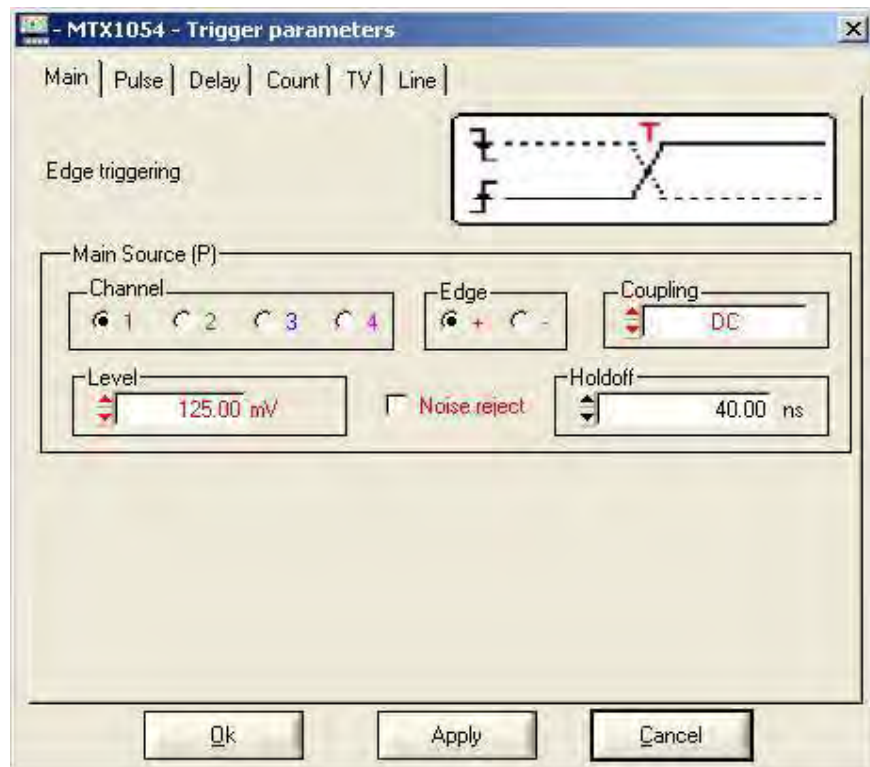 - MTX1054 - Trigger parameters
Main Pulse Delay Count TV Line
T
Edge triggering
Main Source (P)
Channel
1 2 3 4
Edge
+ -
Coupling
DC
Level
125.00 mV
Noise reject
Holdoff
40.00 ns
Ok Apply Cancel